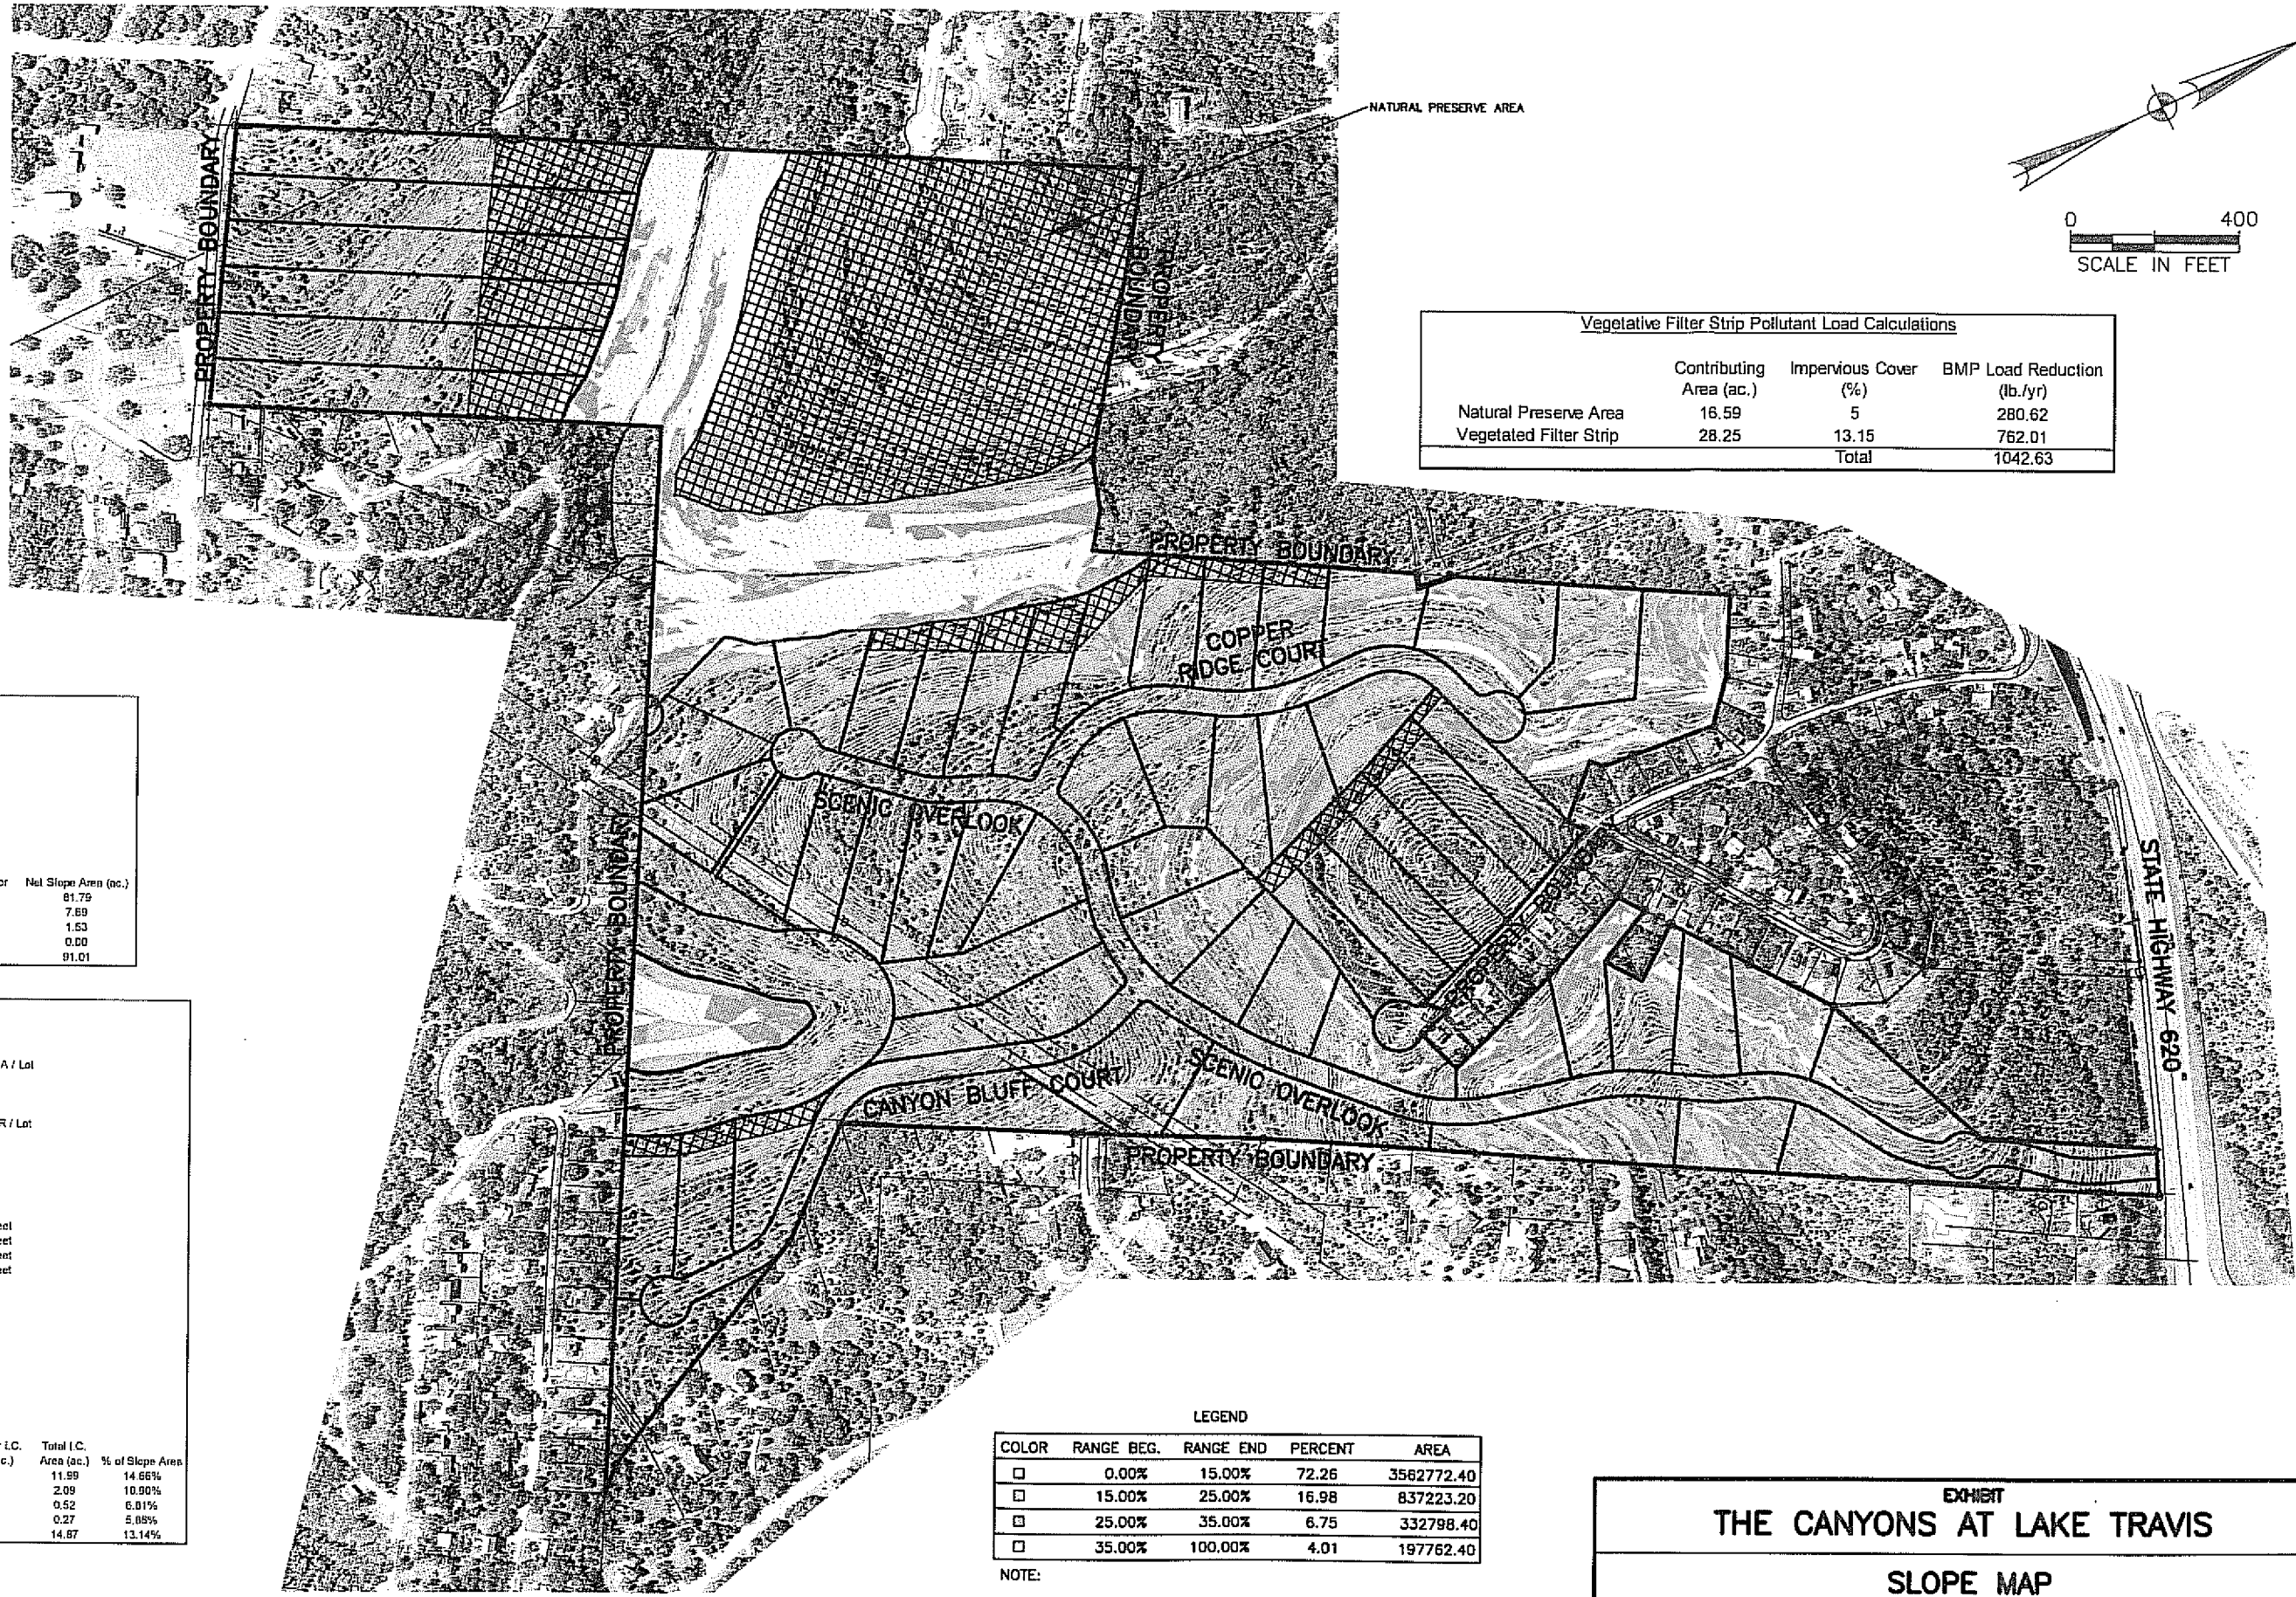 NATURAL PRESERVE AREA
0 400
SCALE IN FEET
PROPERTY BOUNDARY
PROPERTY BOUNDARY
Vegetative Filter Strip Pollutant Load Calculations
Contributing Area (ac.) Impervious Cover (%) BMP Load Reduction (lb./yr)
Natural Preserve Area 16.59 5 280.62
Vegetated Filter Strip 28.25 13.15 762.01
Total 1042.63
PROPERTY BOUNDARY
COPPER
RIDGE COURT
SCENIC OVERLOOK
PROPERTY BOUNDARY
PROPERTY BOUNDARY
STATE HIGHWAY 620
CANYON BLUFF COURT
SCENIC OVERLOOK
PROPERTY BOUNDARY
Net Slope Area (ac.)
81.79
7.69
1.53
0.00
91.01
A / Lot
R / Lot
I.C. Total I.C.
c.) Area (ac.) % of Slope Area
11.99 14.66%
2.09 10.90%
0.52 6.81%
0.27 5.85%
14.87 13.14%
LEGEND
COLOR RANGE BEG. RANGE END PERCENT AREA
0.00% 15.00% 72.26 3562772.40
15.00% 25.00% 16.98 837223.20
25.00% 35.00% 6.75 332798.40
35.00% 100.00% 4.01 197762.40
NOTE:
EXHIBIT
THE CANYONS AT LAKE TRAVIS
SLOPE MAP